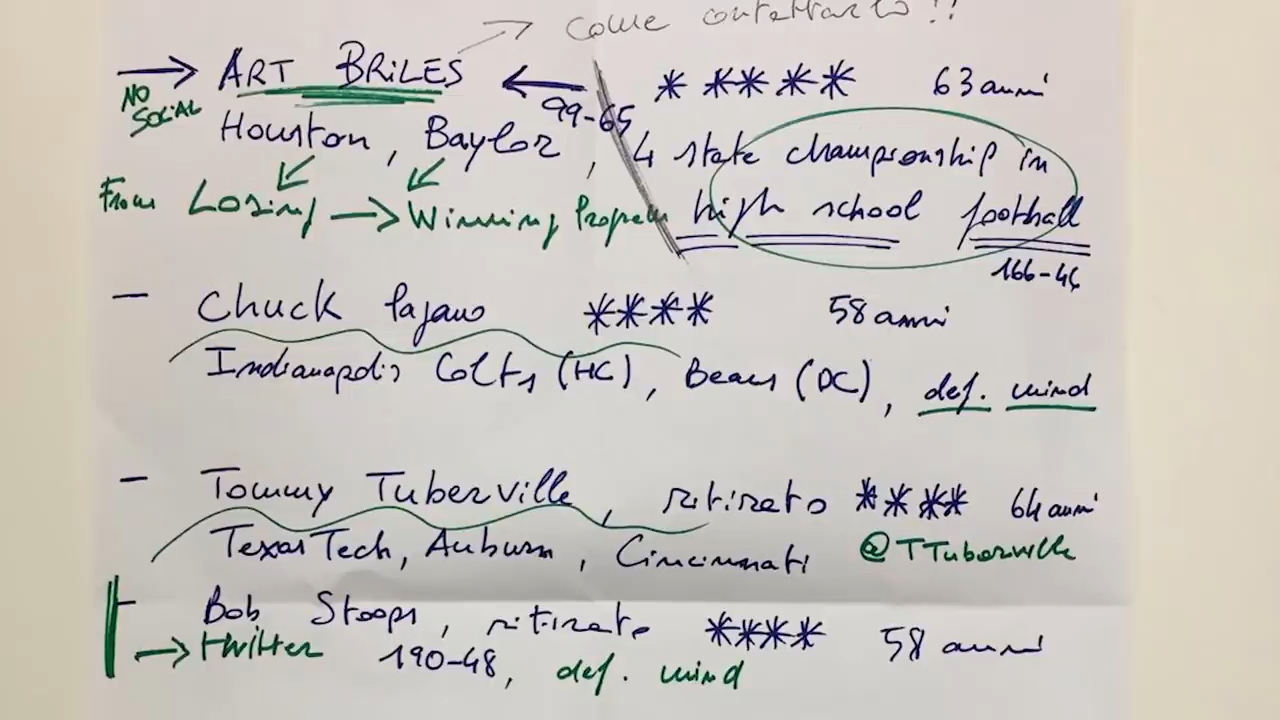 come contattarlo!!
→ ART BRILES ← * **** 63 anni
NO SOCIAL
99-65
Houston, Baylor, 4 state championship in
From Losing → Winning high school football
166-46
- Chuck Pagano **** 58 anni
Indianapolis Colts (HC), Bears (DC), def. mind
- Tommy Tuberville, ritirato **** 64 anni
Texas Tech, Auburn, Cincinnati @TTuberville
- Bob Stoops, ritirato **** 58 anni
→ twitter 190-48, def. mind